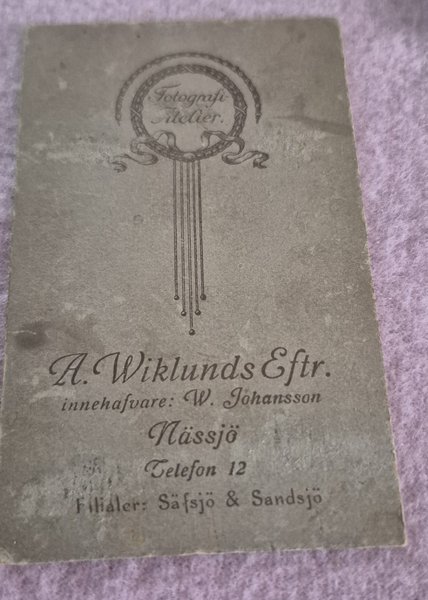 Fotografi
Atelier.
A. Wiklunds Eftr.
innehafvare: W. Johansson
Nässjö
Telefon 12
Filialer: Säfsjö & Sandsjö